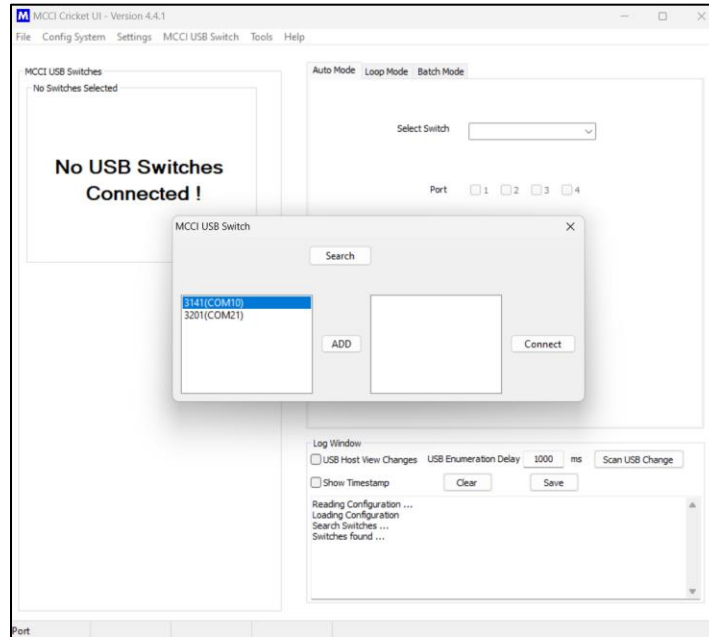 M MCCI Cricket UI - Version 4.4.1
File Config System Settings MCCI USB Switch Tools Help
MCCI USB Switches
No Switches Selected
No USB Switches
Connected !
Auto Mode Loop Mode Batch Mode
Select Switch
Port 1 2 3 4
MCCI USB Switch
Search
3141(COM10)
3201(COM21)
ADD
Connect
Log Window
USB Host View Changes USB Enumeration Delay 1000 ms Scan USB Change
Show Timestamp Clear Save
Reading Configuration ...
Loading Configuration
Search Switches ...
Switches found ...
Port